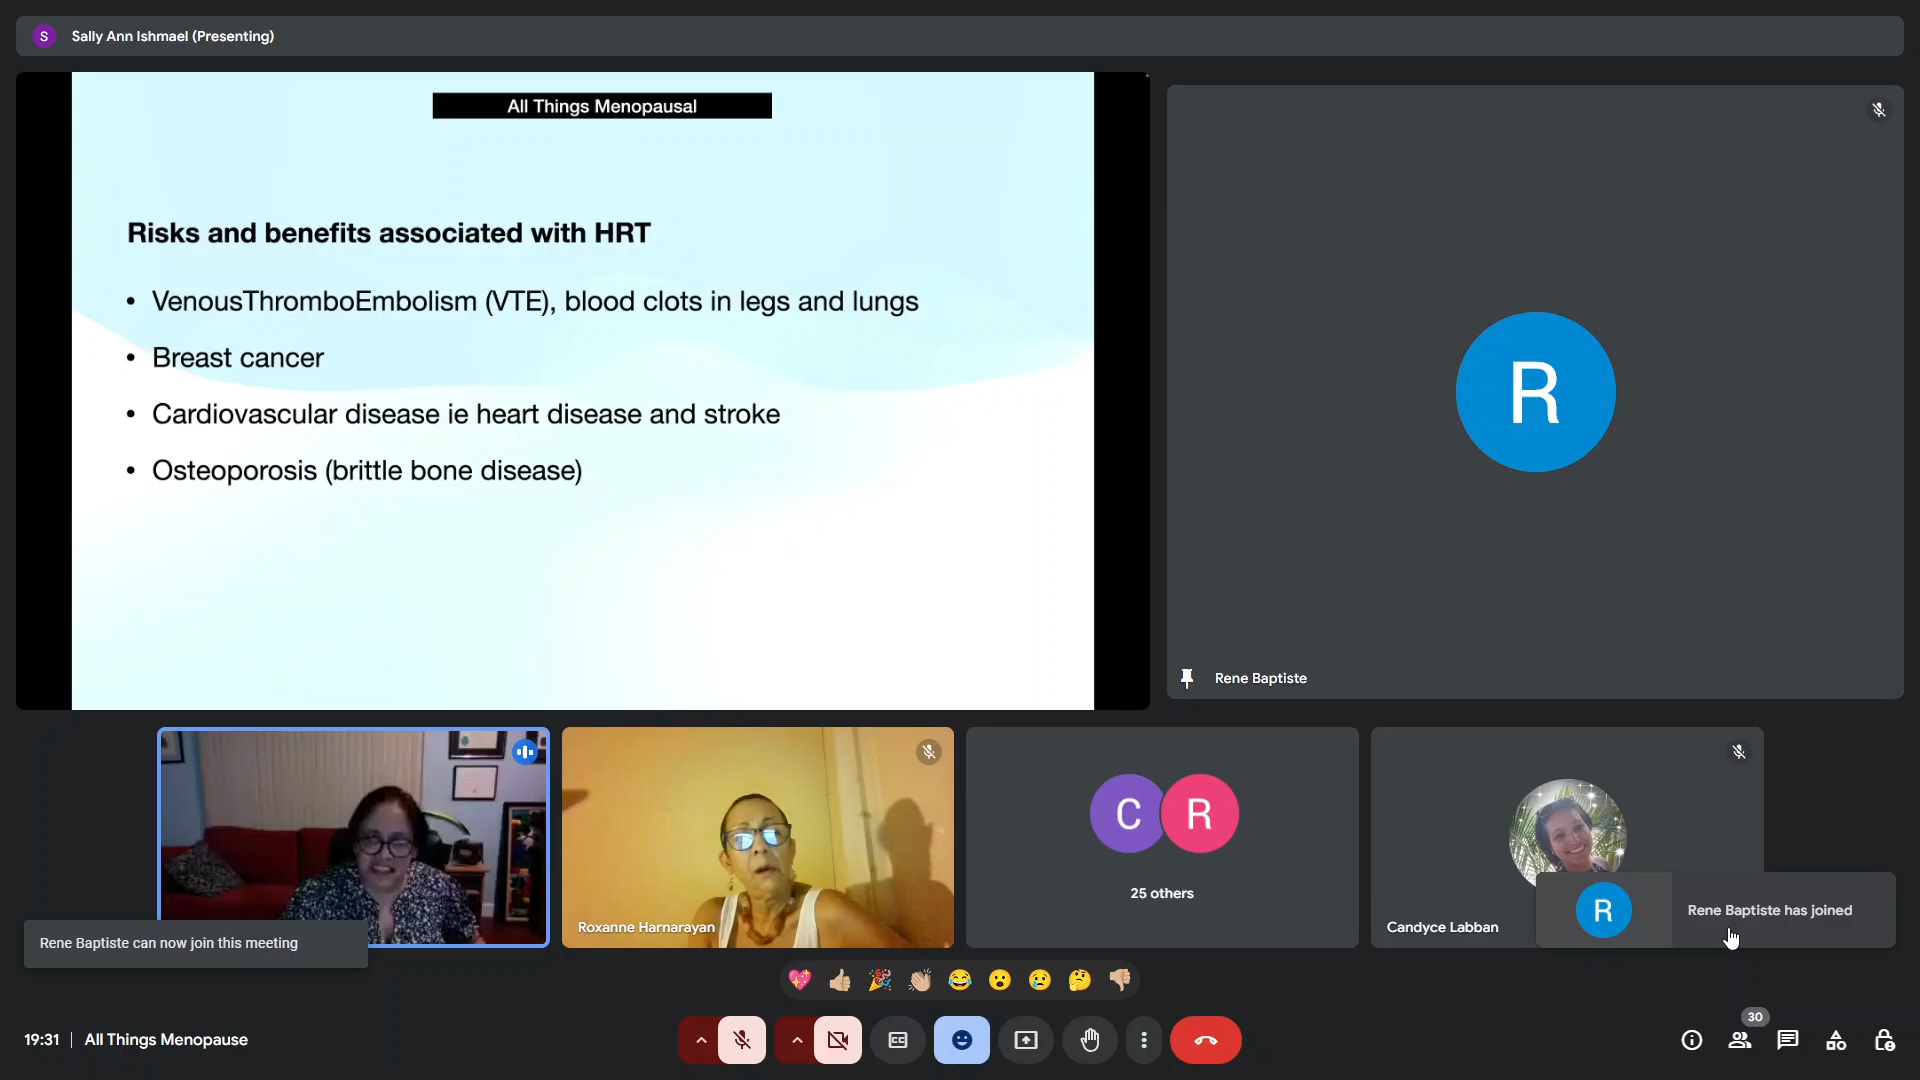 S Sally Ann Ishmael (Presenting)
All Things Menopausal
Risks and benefits associated with HRT
• VenousThromboEmbolism (VTE), blood clots in legs and lungs
• Breast cancer
• Cardiovascular disease ie heart disease and stroke
• Osteoporosis (brittle bone disease)
R
Rene Baptiste
Roxanne Harnarayan
C R
25 others
Candyce Labban
R Rene Baptiste has joined
Rene Baptiste can now join this meeting
19:31 | All Things Menopause
CC
30